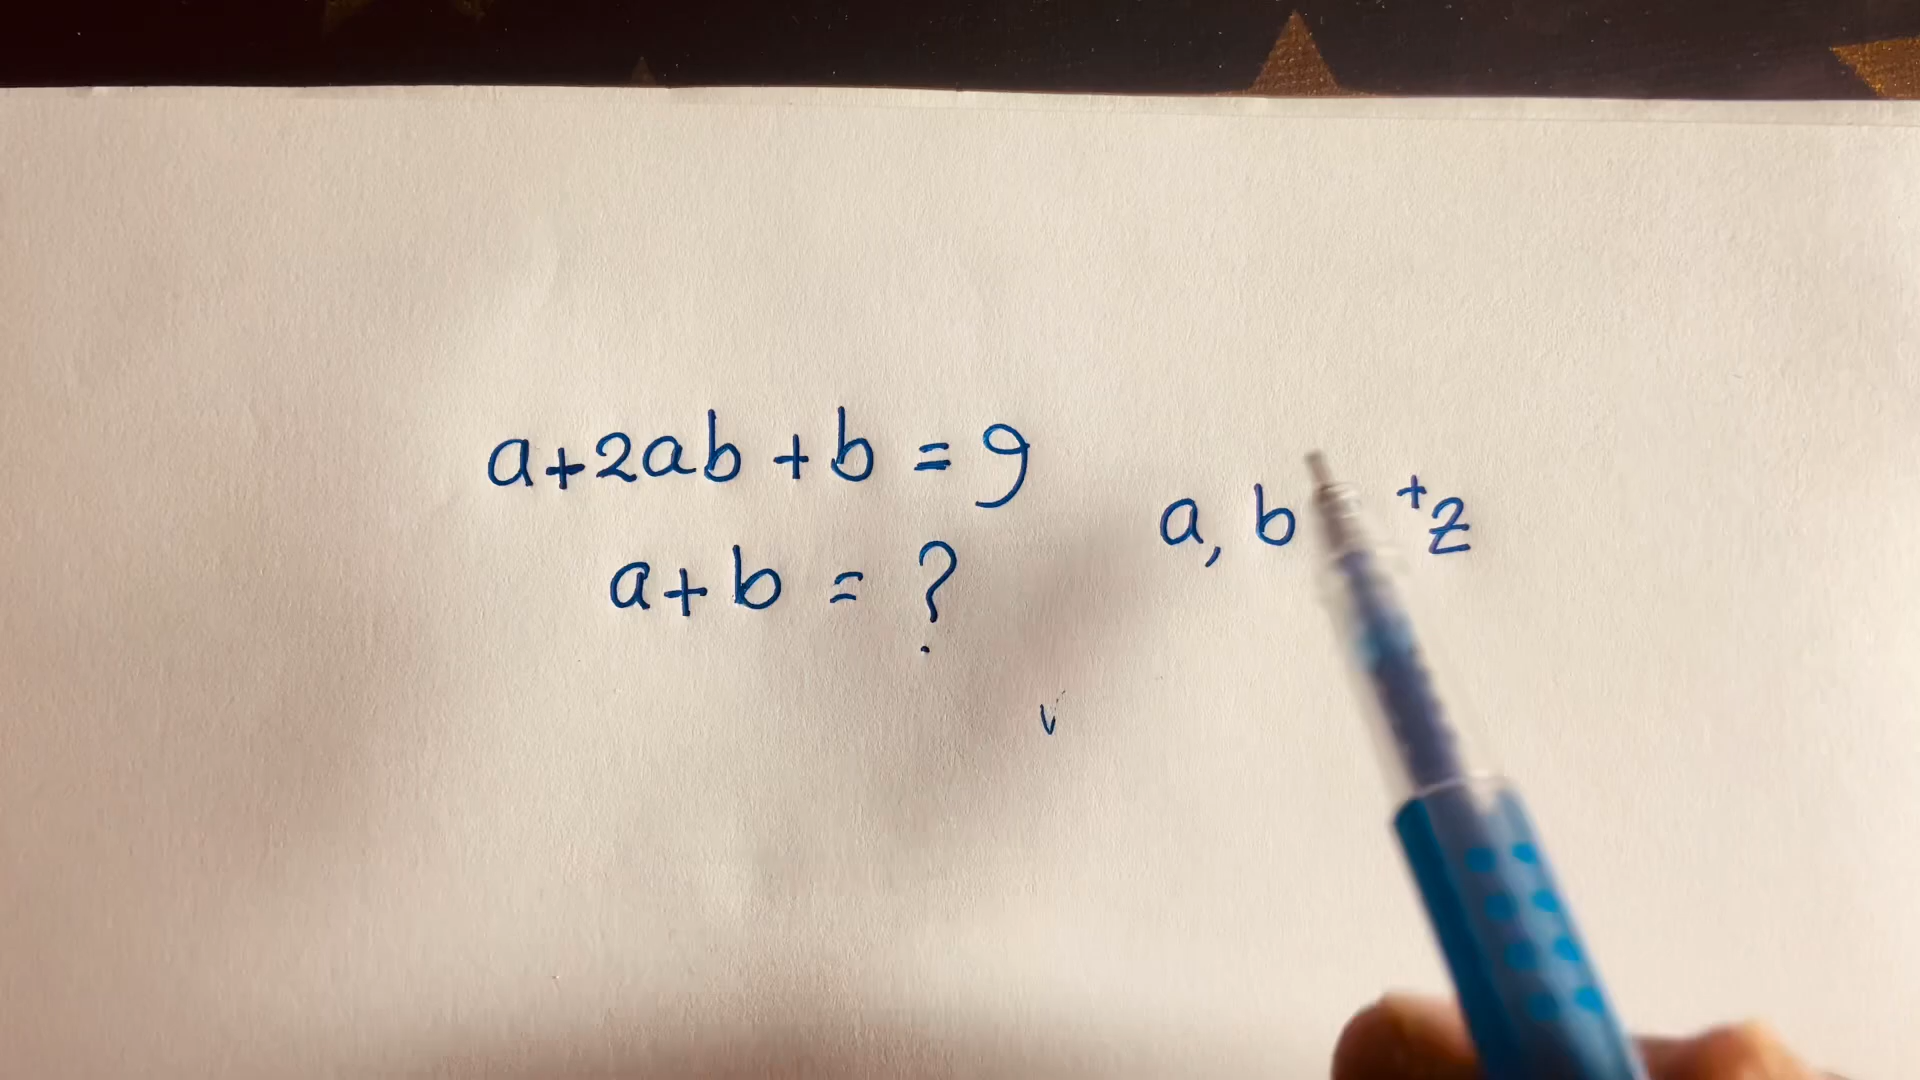 a+2ab+b=9
a, b +z
a+b=?